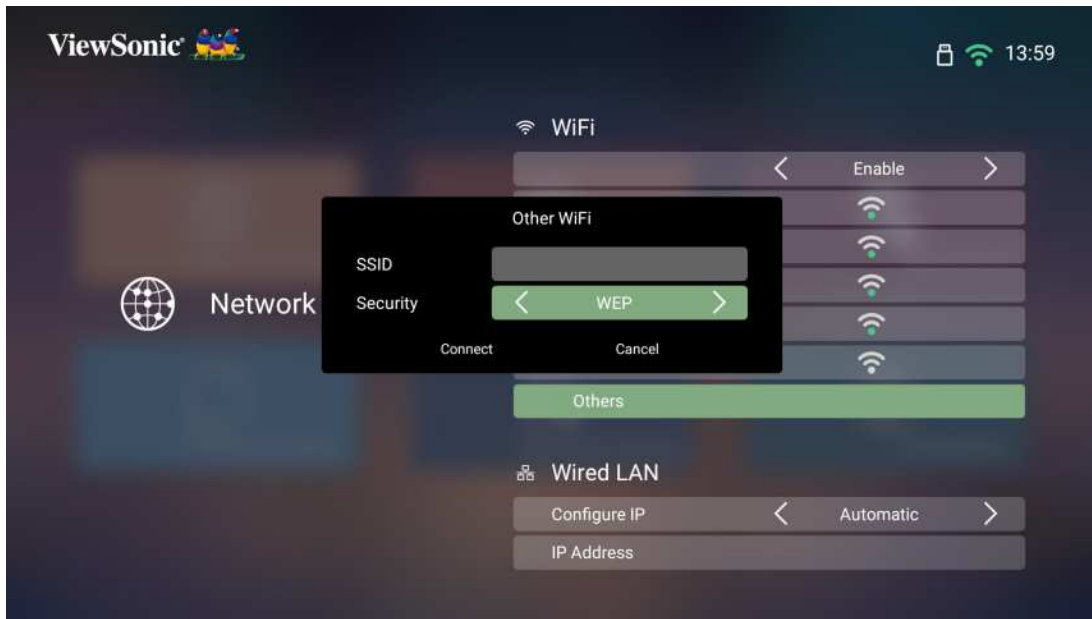 ViewSonic®
13:59
WiFi
Enable
Other WiFi
SSID
Security
WEP
Connect
Cancel
Network
Others
Wired LAN
Configure IP
Automatic
IP Address